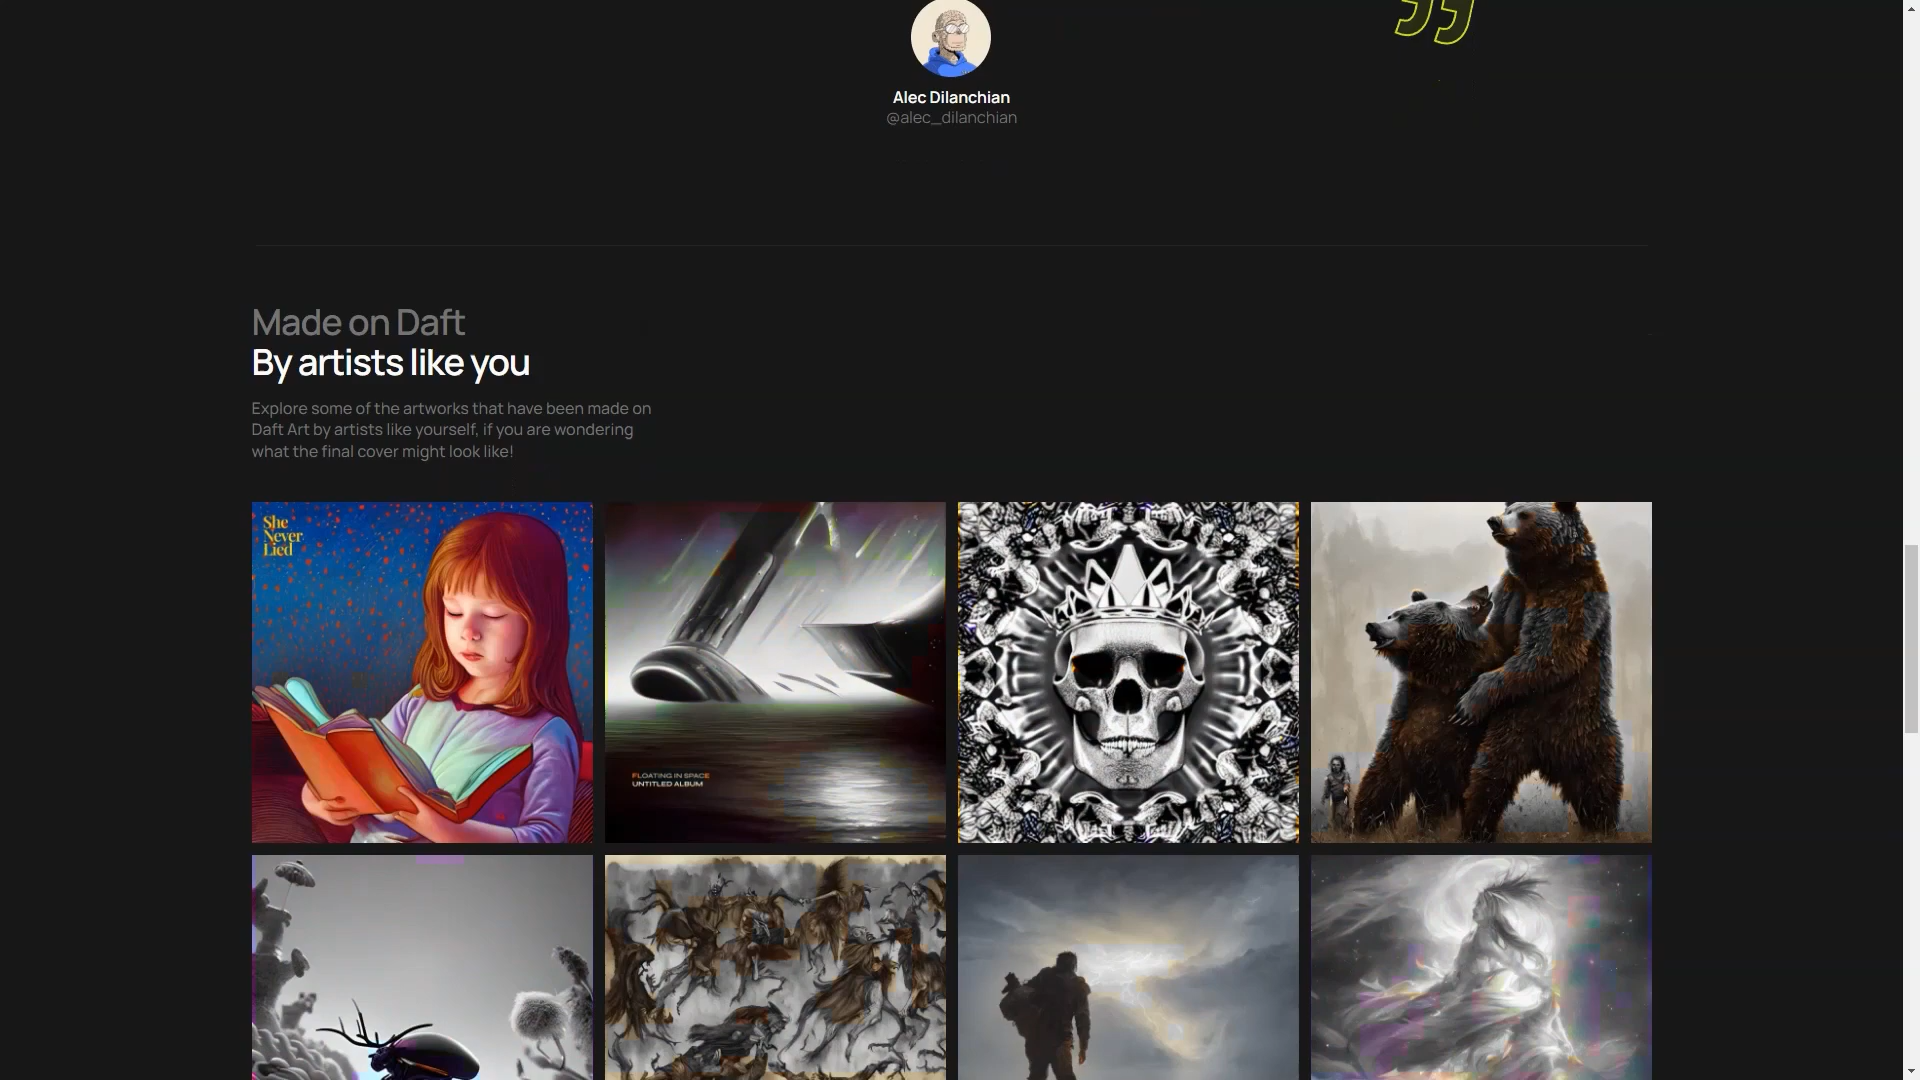 Alec Dilanchian
@alec_dilanchian
Made on Daft
By artists like you
Explore some of the artworks that have been made on
Daft Art by artists like yourself, if you are wondering
what the final cover might look like!
She
Never
Lied
FLOATING IN SPACE
UNTITLED ALBUM